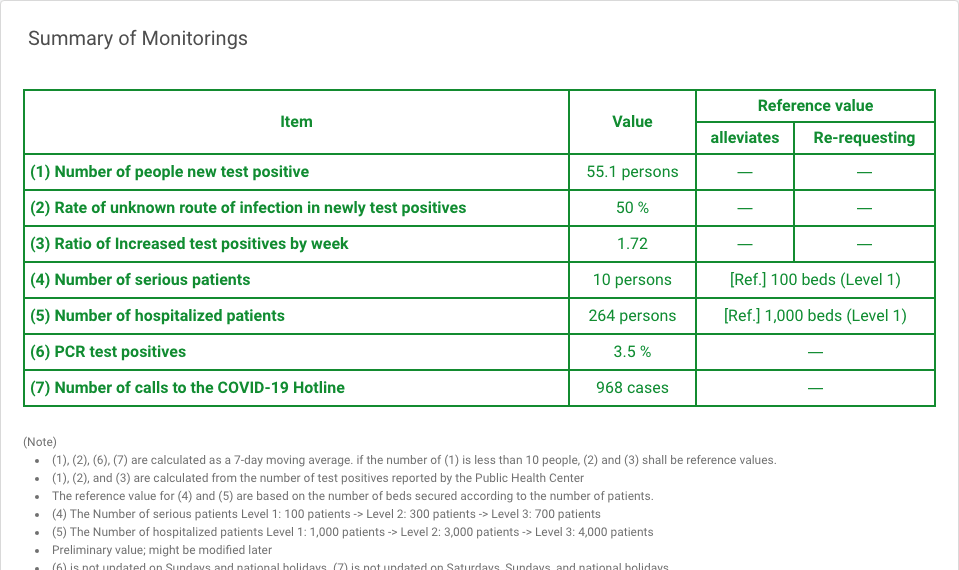 Summary of Monitorings
Item Value Reference value
alleviates Re-requesting
(1) Number of people new test positive 55.1 persons — —
(2) Rate of unknown route of infection in newly test positives 50 % — —
(3) Ratio of Increased test positives by week 1.72 — —
(4) Number of serious patients 10 persons [Ref.] 100 beds (Level 1)
(5) Number of hospitalized patients 264 persons [Ref.] 1,000 beds (Level 1)
(6) PCR test positives 3.5 % —
(7) Number of calls to the COVID-19 Hotline 968 cases —
(Note)
• (1), (2), (6), (7) are calculated as a 7-day moving average. if the number of (1) is less than 10 people, (2) and (3) shall be reference values.
• (1), (2), and (3) are calculated from the number of test positives reported by the Public Health Center
• The reference value for (4) and (5) are based on the number of beds secured according to the number of patients.
• (4) The Number of serious patients Level 1: 100 patients -> Level 2: 300 patients -> Level 3: 700 patients
• (5) The Number of hospitalized patients Level 1: 1,000 patients -> Level 2: 3,000 patients -> Level 3: 4,000 patients
• Preliminary value; might be modified later
• (6) is not updated on Sundays and national holidays. (7) is not updated on Saturdays, Sundays, and national holidays